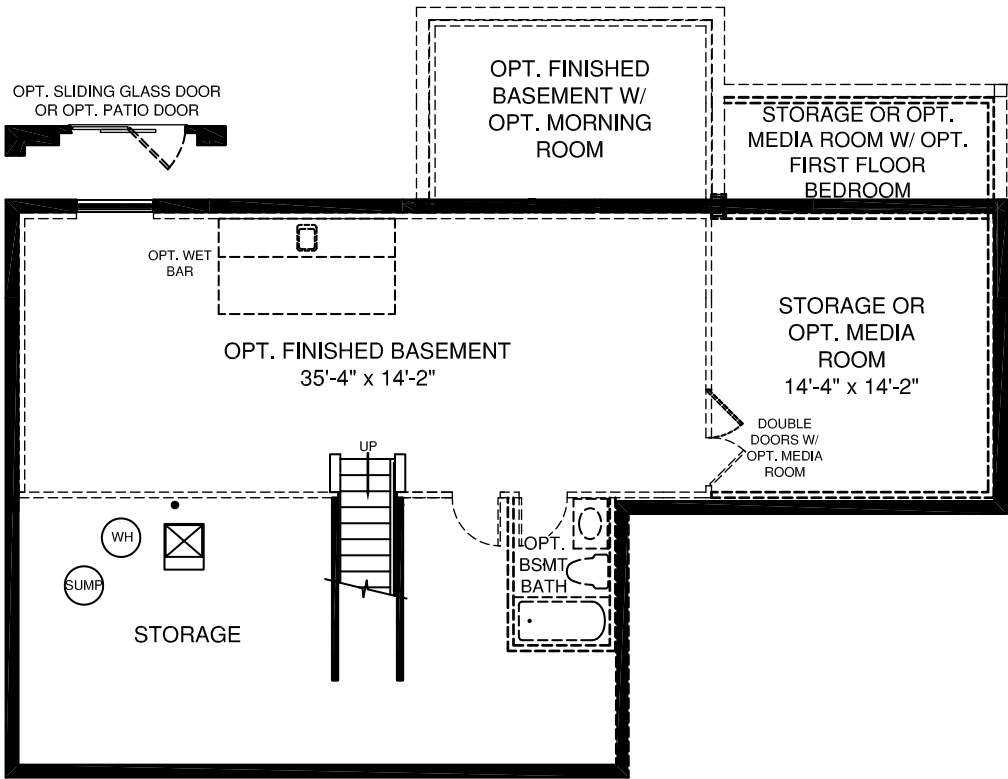 OPT. SLIDING GLASS DOOR
OR OPT. PATIO DOOR
OPT. FINISHED
BASEMENT W/
OPT. MORNING
ROOM
STORAGE OR OPT.
MEDIA ROOM W/ OPT.
FIRST FLOOR
BEDROOM
OPT. WET
BAR
OPT. FINISHED BASEMENT
35'-4" x 14'-2"
STORAGE OR
OPT. MEDIA
ROOM
14'-4" x 14'-2"
DOUBLE
DOORS W/
OPT. MEDIA
ROOM
UP
WH
SUMP
OPT.
BSMT
BATH
STORAGE